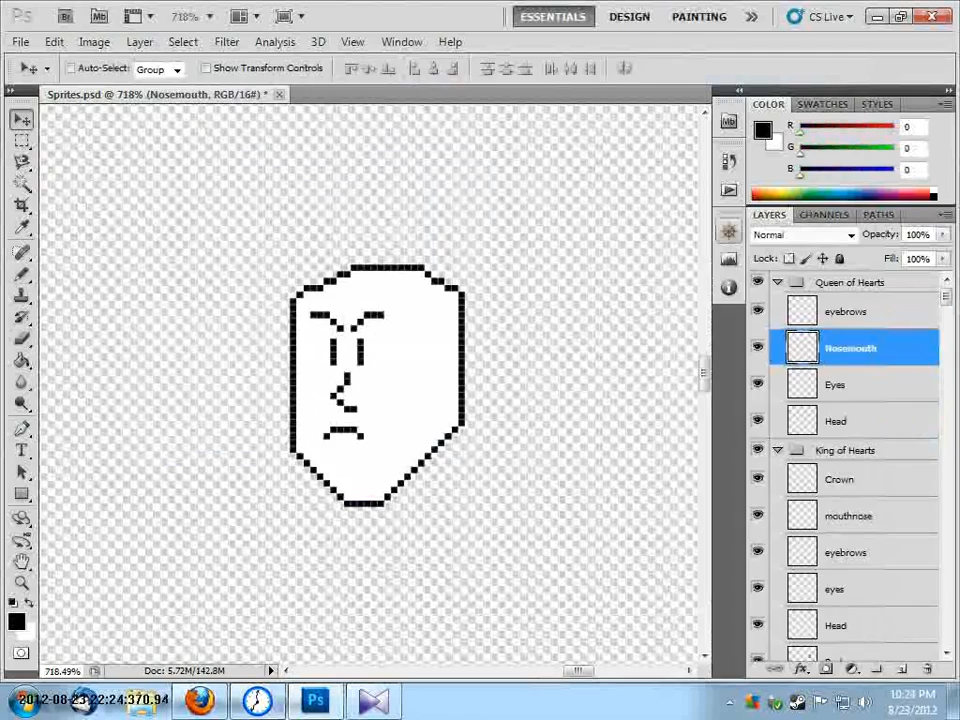 Ps Br Mb 718% ESSENTIALS DESIGN PAINTING CS Live
File Edit Image Layer Select Filter Analysis 3D View Window Help
Auto-Select: Group Show Transform Controls
Sprites.psd @ 718% (Nosemouth, RGB/16#) *
COLOR SWATCHES STYLES
Mb
R 0
G 0
B 0
LAYERS CHANNELS PATHS
Normal Opacity: 100%
Lock: Fill: 100%
Queen of Hearts
eyebrows
Nosemouth
Eyes
Head
King of Hearts
Crown
mouthnose
eyebrows
eyes
Head
718.49% Doc: 5.72M/142.8M
2012-08-23 22:24:370.94 Ps 10:24 PM
8/23/2012